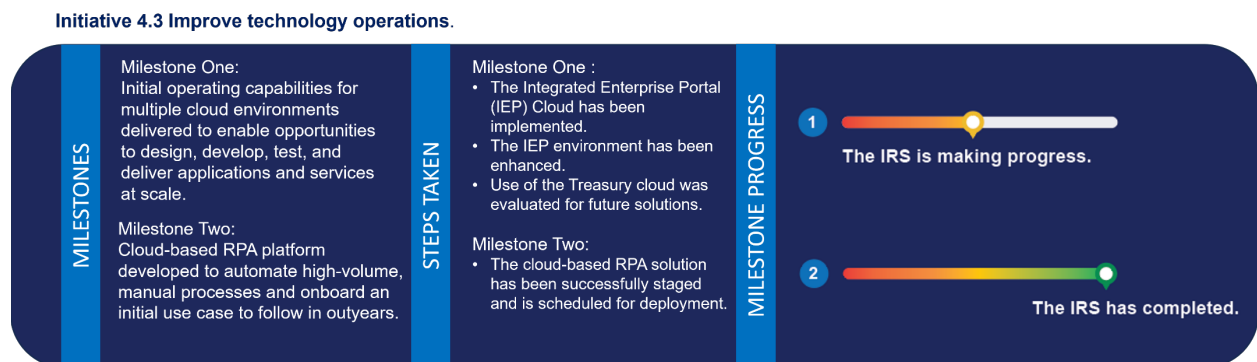 Initiative 4.3 Improve technology operations.
MILESTONES
Milestone One:
Initial operating capabilities for
multiple cloud environments
delivered to enable opportunities
to design, develop, test, and
deliver applications and services
at scale.
Milestone Two:
Cloud-based RPA platform
developed to automate high-volume,
manual processes and onboard an
initial use case to follow in outyears.
STEPS TAKEN
Milestone One :
• The Integrated Enterprise Portal
(IEP) Cloud has been
implemented.
• The IEP environment has been
enhanced.
• Use of the Treasury cloud was
evaluated for future solutions.
Milestone Two:
• The cloud-based RPA solution
has been successfully staged
and is scheduled for deployment.
MILESTONE PROGRESS
1
The IRS is making progress.
2
The IRS has completed.